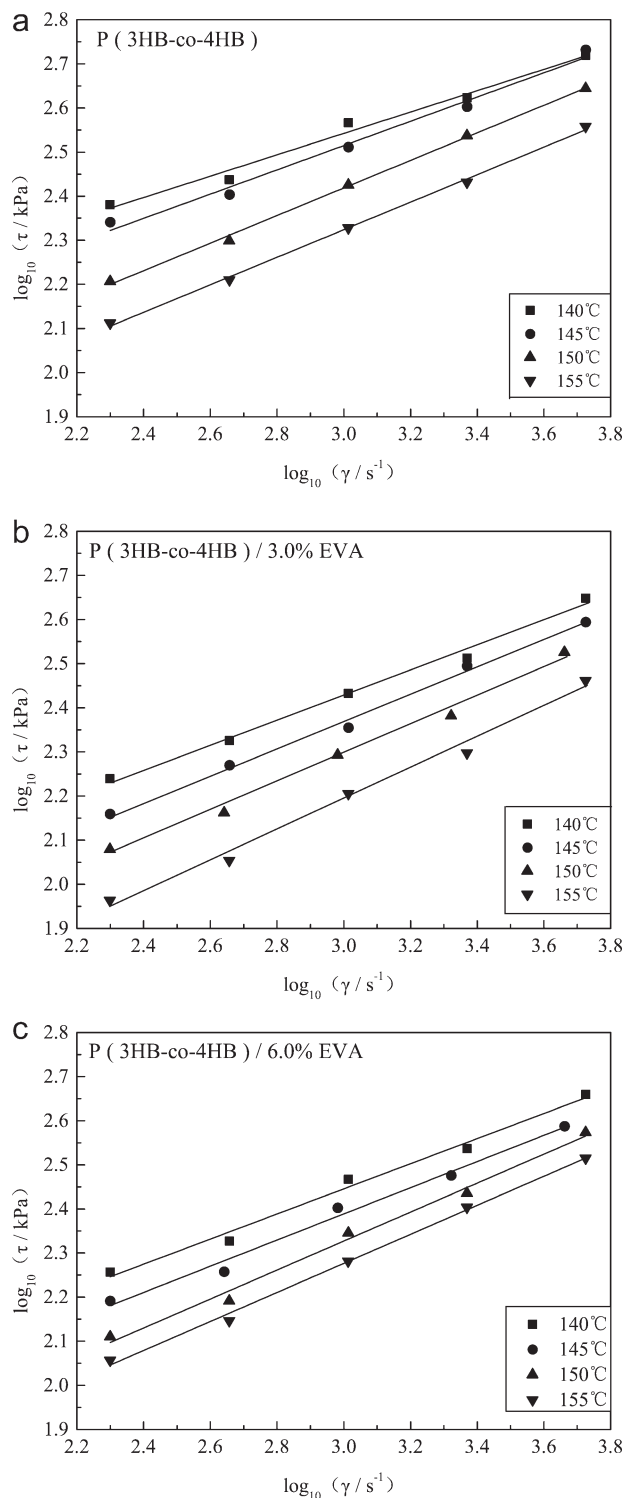 a
P ( 3HB-co-4HB )
2.8
2.7
2.6
2.5
2.4
2.3
2.2
2.1
2.0
1.9
log₁₀ (τ / kPa)
140℃
145℃
150℃
155℃
2.2 2.4 2.6 2.8 3.0 3.2 3.4 3.6 3.8
log₁₀ (γ / s⁻¹)
b
P ( 3HB-co-4HB ) / 3.0% EVA
2.8
2.7
2.6
2.5
2.4
2.3
2.2
2.1
2.0
1.9
log₁₀ (τ / kPa)
140℃
145℃
150℃
155℃
2.2 2.4 2.6 2.8 3.0 3.2 3.4 3.6 3.8
log₁₀ (γ / s⁻¹)
c
P ( 3HB-co-4HB ) / 6.0% EVA
2.8
2.7
2.6
2.5
2.4
2.3
2.2
2.1
2.0
1.9
log₁₀ (τ / kPa)
140℃
145℃
150℃
155℃
2.2 2.4 2.6 2.8 3.0 3.2 3.4 3.6 3.8
log₁₀ (γ / s⁻¹)